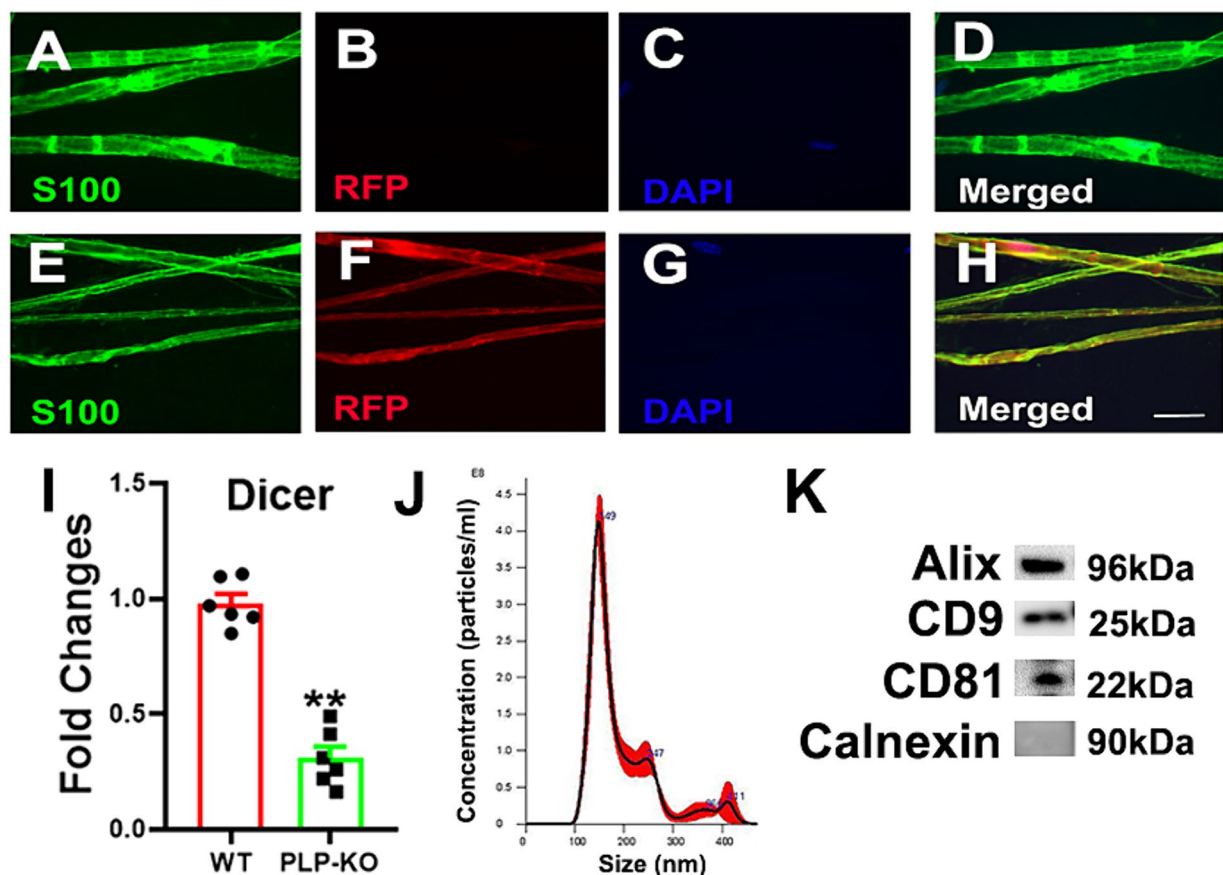 A
S100
B
RFP
C
DAPI
D
Merged
E
S100
F
RFP
G
DAPI
H
Merged
I
Dicer
Fold Changes
1.5
1.0
0.5
0.0
**
WT
PLP-KO
J
E8
Concentration (particles/ml)
4.5
4.0
3.5
3.0
2.5
2.0
1.5
1.0
0.5
0
0
100
200
300
400
Size (nm)
K
Alix 96kDa
CD9 25kDa
CD81 22kDa
Calnexin 90kDa